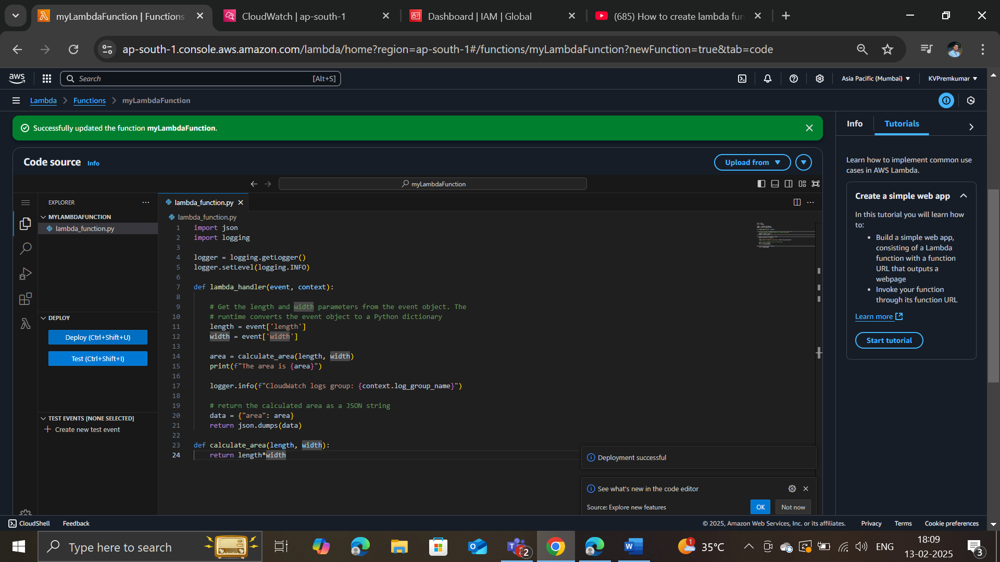 myLambdaFunction | Functions
CloudWatch | ap-south-1
Dashboard | IAM | Global
(685) How to create lambda fun
ap-south-1.console.aws.amazon.com/lambda/home?region=ap-south-1#/functions/myLambdaFunction?newFunction=true&tab=code
aws
Search
[Alt+S]
Asia Pacific (Mumbai)
KVPremkumar
Lambda
Functions
myLambdaFunction
Successfully updated the function myLambdaFunction.
Info
Tutorials
Code source
Info
Upload from
Learn how to implement common use
cases in AWS Lambda.
myLambdaFunction
EXPLORER
lambda_function.py
Create a simple web app
MYLAMBDAFUNCTION
lambda_function.py
lambda_function.py
In this tutorial you will learn how
to:
Build a simple web app,
consisting of a Lambda
function with a function
URL that outputs a
webpage
Invoke your function
through its function URL
Learn more
Start tutorial
1 import json
2 import logging
3
4 logger = logging.getLogger()
5 logger.setLevel(logging.INFO)
6
7 def lambda_handler(event, context):
8
9 # Get the length and width parameters from the event object. The
10 # runtime converts the event object to a Python dictionary
11 length = event['length']
12 width = event['width']
13
14 area = calculate_area(length, width)
15 print(f"The area is {area}")
16
17 logger.info(f"CloudWatch logs group: {context.log_group_name}")
18
19 # return the calculated area as a JSON string
20 data = {"area": area}
21 return json.dumps(data)
22
23 def calculate_area(length, width):
24 return length*width
DEPLOY
Deploy (Ctrl+Shift+U)
Test (Ctrl+Shift+I)
TEST EVENTS [NONE SELECTED]
Create new test event
Deployment successful
See what's new in the code editor
Source: Explore new features
OK
Not now
CloudShell
Feedback
© 2025, Amazon Web Services, Inc. or its affiliates.
Privacy
Terms
Cookie preferences
Type here to search
2
1
35°C
ENG
18:09
13-02-2025
3